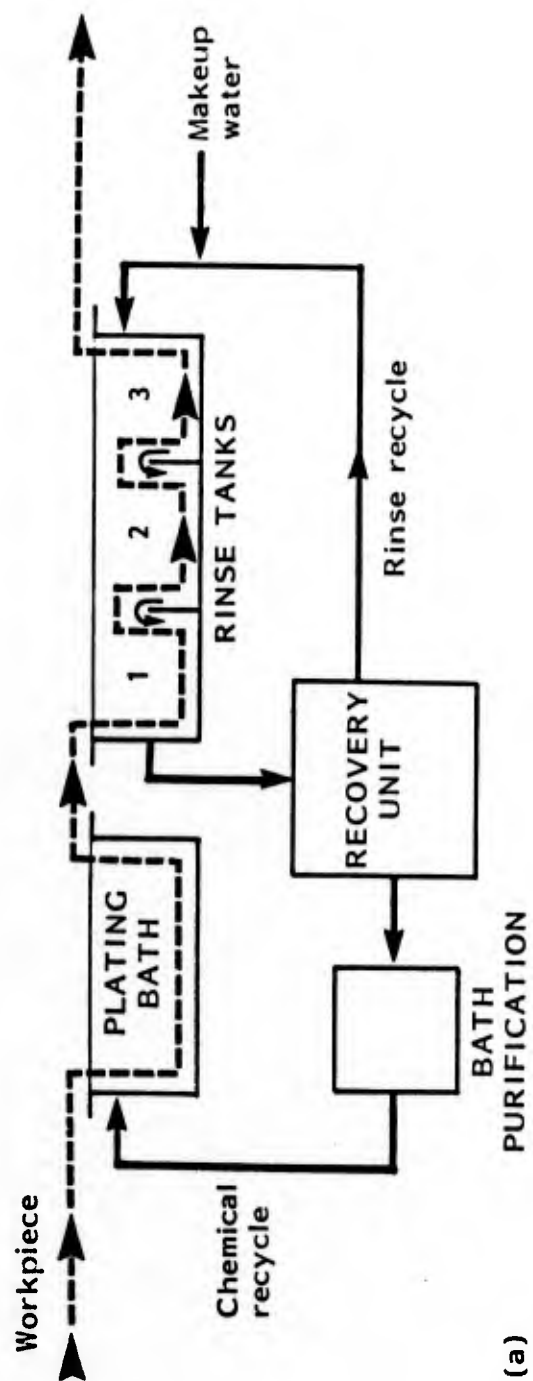 Workpiece
PLATING
BATH
1
2
3
RINSE TANKS
Makeup
water
Chemical
recycle
RECOVERY
UNIT
Rinse recycle
BATH
PURIFICATION
(a)